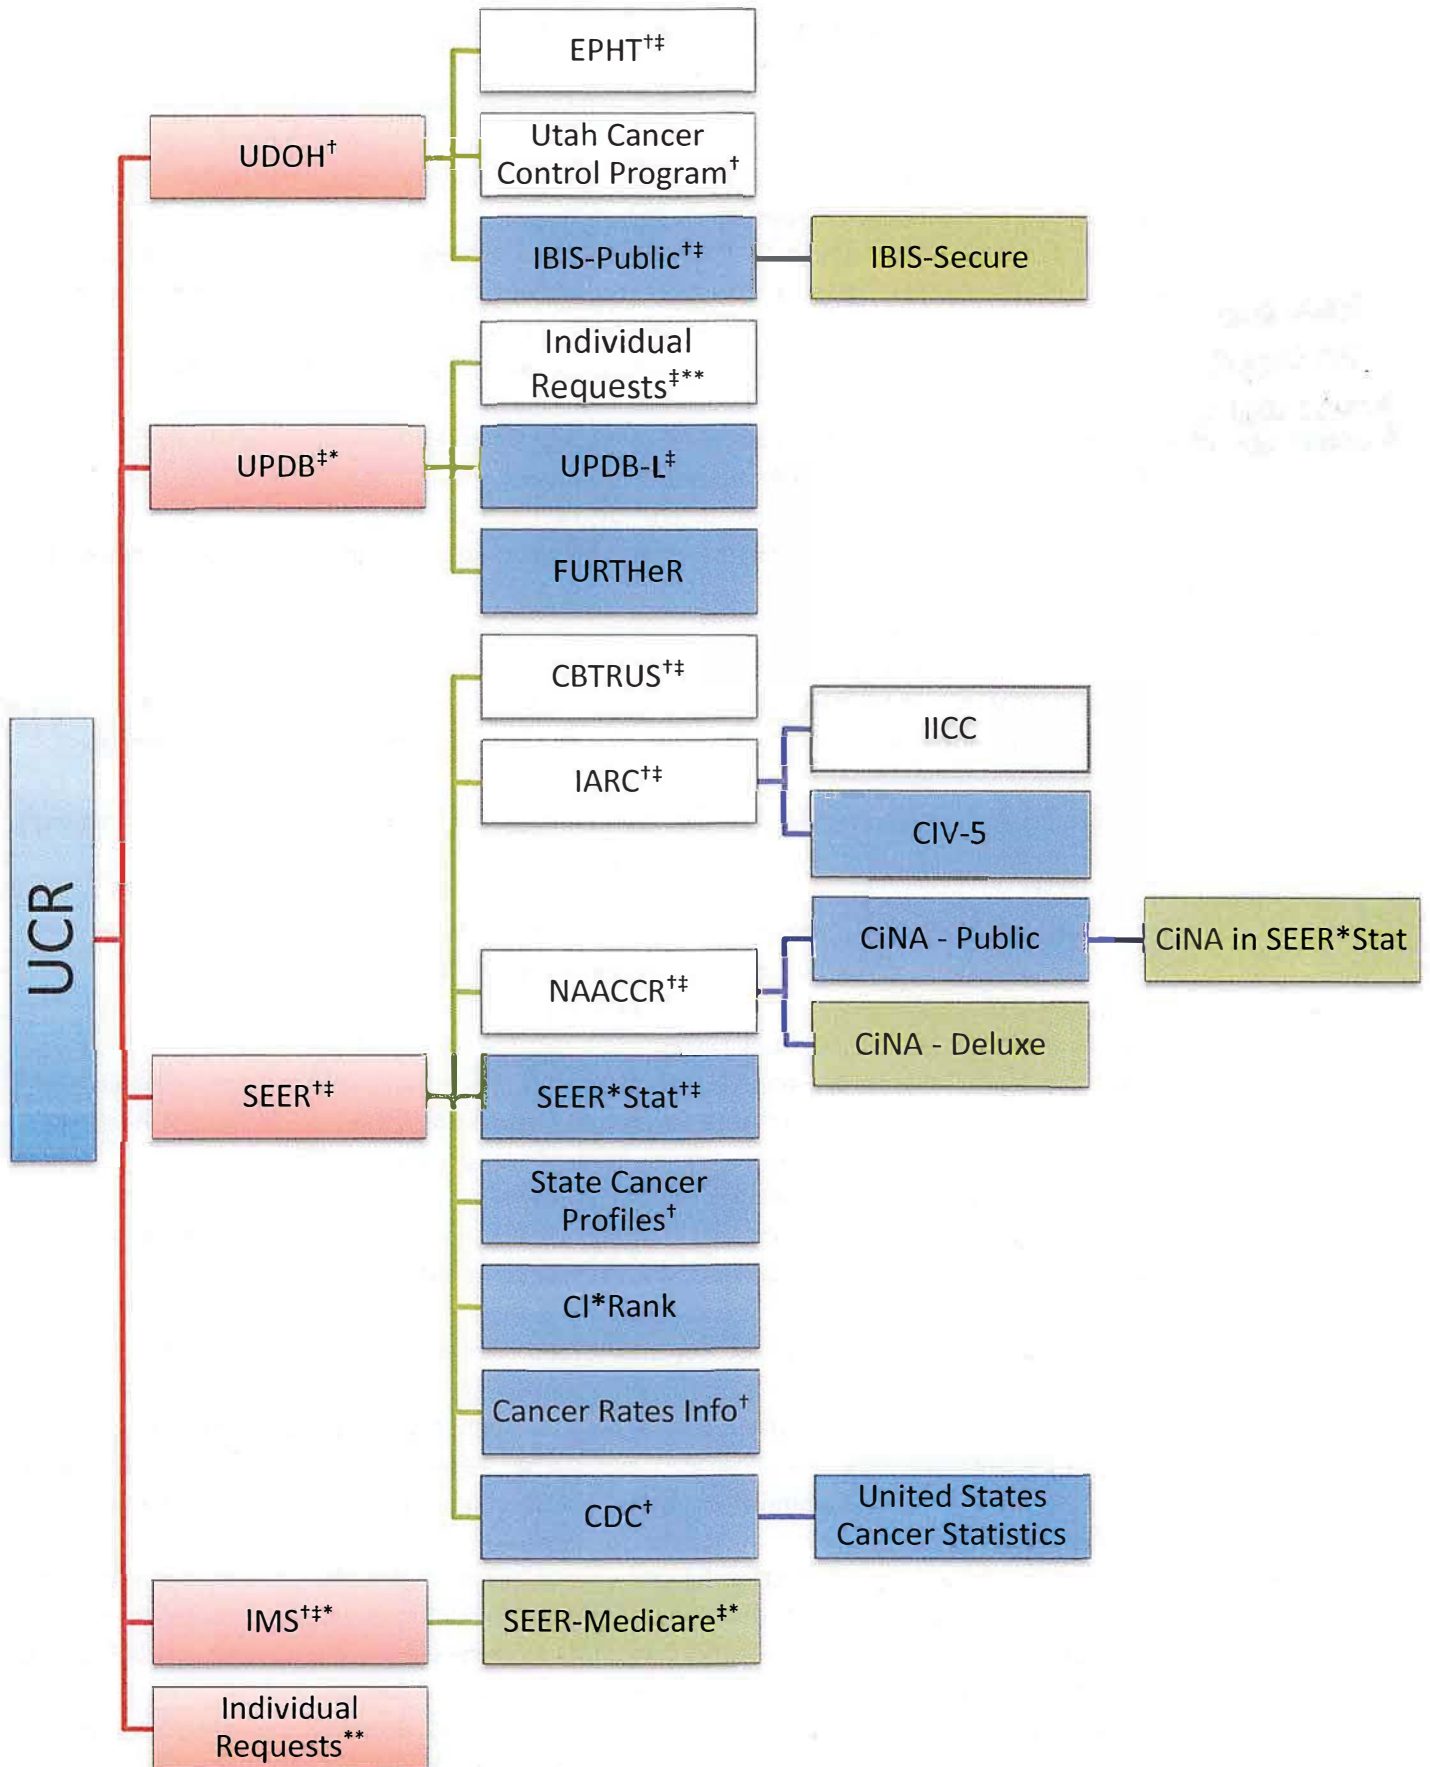 EPHT†‡
UDOH†
Utah Cancer
Control Program†
IBIS-Public†‡
IBIS-Secure
Individual
Requests‡**
UPDB‡*
UPDB-L‡
FURTHeR
CBTRUS†‡
IARC†‡
IICC
CIV-5
UCR
NAACCR†‡
CiNA - Public
CiNA in SEER*Stat
CiNA - Deluxe
SEER†‡
SEER*Stat†‡
State Cancer
Profiles†
CI*Rank
Cancer Rates Info†
CDC†
United States
Cancer Statistics
IMS†‡*
SEER-Medicare‡*
Individual
Requests**